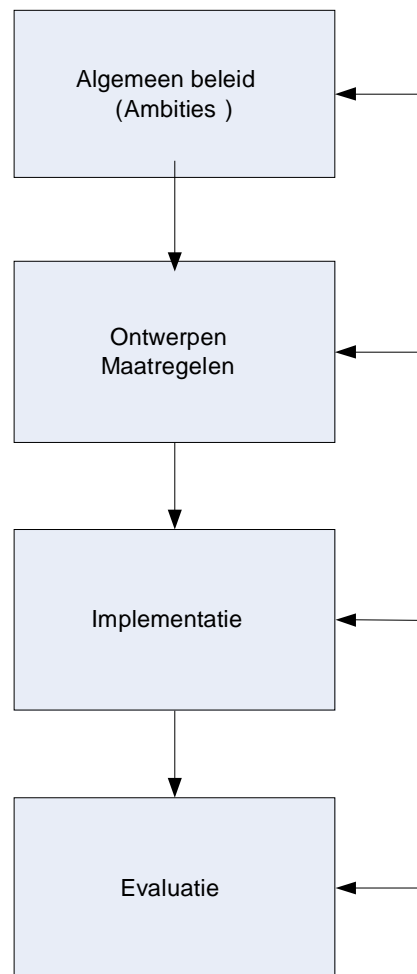 Algemeen beleid
(Ambities )
Ontwerpen
Maatregelen
Implementatie
Evaluatie